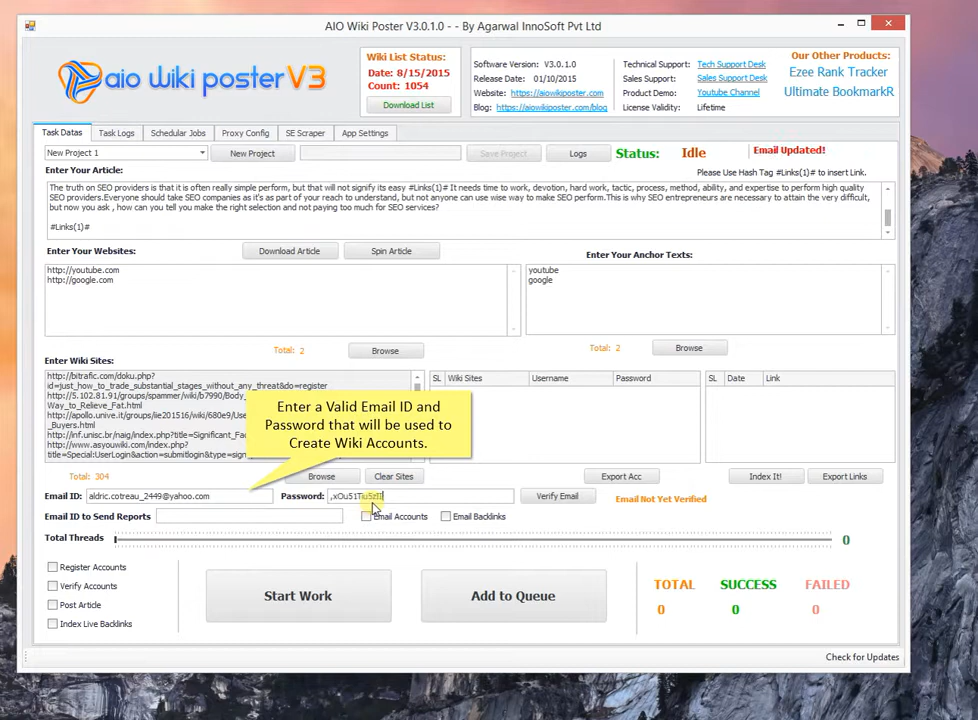 AIO Wiki Poster V3.0.1.0 - - By Agarwal InnoSoft Pvt Ltd
aio wiki poster V3
Wiki List Status:
Date: 8/15/2015
Count: 1054
Download List
Software Version: V3.0.1.0
Release Date: 01/10/2015
Website: https://aiowikiposter.com
Blog: https://aiowikiposter.com/blog
Technical Support: Tech Support Desk
Sales Support: Sales Support Desk
Product Demo: Youtube Channel
License Validity: Lifetime
Our Other Products:
Ezee Rank Tracker
Ultimate BookmarkR
Task Datas Task Logs Schedular Jobs Proxy Config SE Scraper App Settings
New Project 1 New Project Save Project Logs Status: Idle Email Updated!
Enter Your Article: Please Use Hash Tag #Links(1)# to insert Link.
The truth on SEO providers is that it is often really simple perform, but that will not signify its easy #Links(1)# It needs time to work, devotion, hard work, tactic, process, method, ability, and expertise to perform high quality
SEO providers.Everyone should take SEO companies as it's as part of your reach to understand, but not anyone can use wise way to make SEO perform.This is why SEO entrepreneurs are necessary to attain the very difficult,
but now you ask , how can you tell you make the right selection and not paying too much for SEO services?
#Links(1)#
Enter Your Websites: Download Article Spin Article Enter Your Anchor Texts:
http://youtube.com
http://google.com
youtube
google
Total: 2 Browse Total: 2 Browse
Enter Wiki Sites:
http://bitrafic.com/doku.php?
id=just_how_to_trade_substantial_stages_without_any_threat&do=register
http://5.102.81.91/groups/spammer/wiki/b7990/Body_
Way_to_Relieve_Fat.html
http://apollo.unive.it/groups/iie201516/wiki/680e9/Use
_Buyers.html
http://inf.unisc.br/naig/index.php?title=Significant_Fa
http://www.asyouwiki.com/index.php?
title=Special:UserLogin&action=submitlogin&type=sign
SL Wiki Sites Username Password
SL Date Link
Enter a Valid Email ID and
Password that will be used to
Create Wiki Accounts.
Total: 304 Browse Clear Sites Export Acc Index It! Export Links
Email ID: aldric.cotreau_2449@yahoo.com Password: Verify Email Email Not Yet Verified
Email ID to Send Reports Email Accounts Email Backlinks
Total Threads 0
Register Accounts
Verify Accounts
Post Article
Index Live Backlinks
Start Work Add to Queue
TOTAL SUCCESS FAILED
0 0 0
Check for Updates